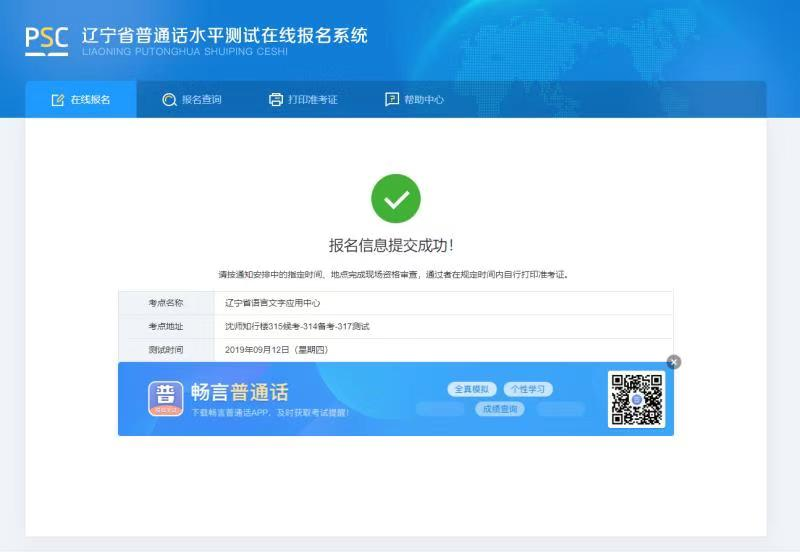 PSC 辽宁省普通话水平测试在线报名系统
LIAONING PUTONGHUA SHUIPING CESHI
在线报名 报名查询 打印准考证 帮助中心
报名信息提交成功!
请按通知安排中的指定时间、地点完成现场资格审查，通过者在规定时间内自行打印准考证。
考点名称 辽宁省语言文字应用中心
考点地址 沈师知行楼315候考-314备考-317测试
测试时间 2019年09月12日（星期四）
普 畅言普通话
下载畅言普通话APP，及时获取考试提醒!
全真模拟 个性学习
成绩查询